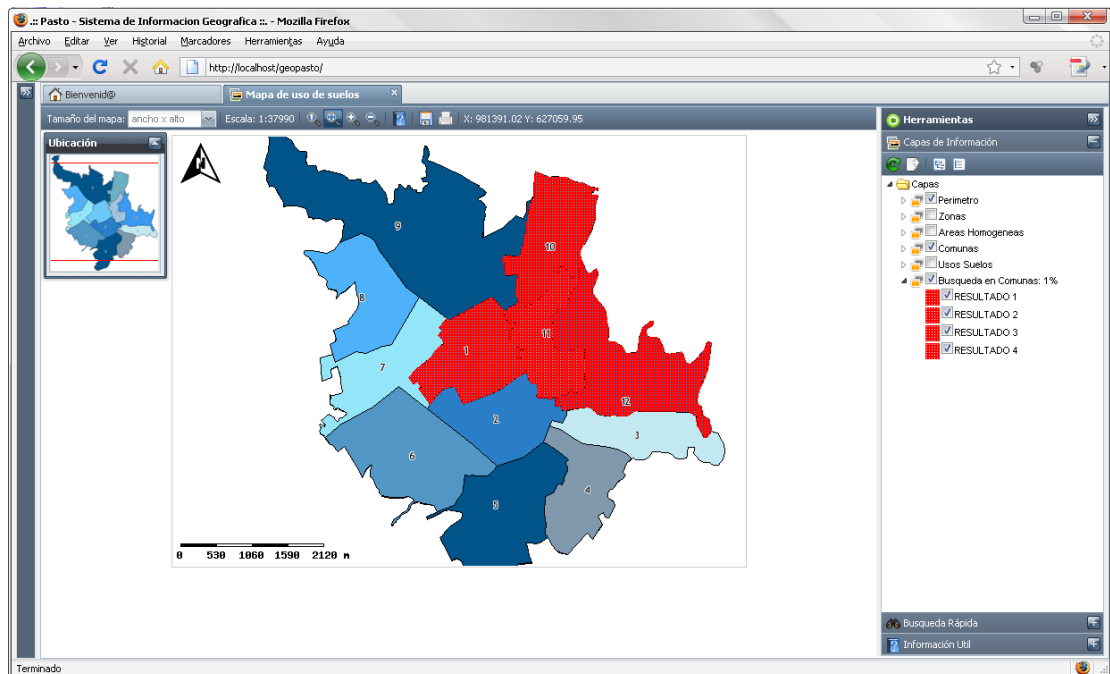 .:: Pasto - Sistema de Informacion Geografica ::. - Mozilla Firefox
Archivo Editar Ver Historial Marcadores Herramientas Ayuda
http://localhost/geopasto/
Bienvenid@
Mapa de uso de suelos
Tamaño del mapa: ancho x alto Escala: 1:37990 X: 981391.02 Y: 627059.95
Ubicación
N
9
10
8
11
1
7
12
2
3
6
4
5
0 530 1060 1590 2120 m
Herramientas
Capas de Información
Capas
Perimetro
Zonas
Areas Homogeneas
Comunas
Usos Suelos
Busqueda en Comunas: 1%
RESULTADO 1
RESULTADO 2
RESULTADO 3
RESULTADO 4
Busqueda Rápida
Información Util
Terminado